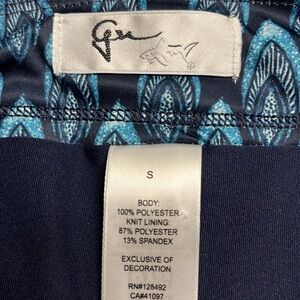 S
BODY:
100% POLYESTER
KNIT LINING:
87% POLYESTER
13% SPANDEX
EXCLUSIVE OF
DECORATION
RN#128492
CA#41097